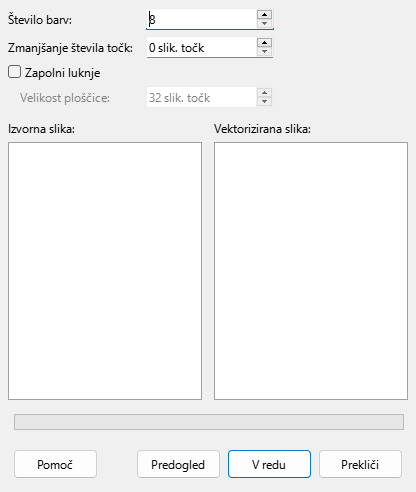 Število barv: 8
Zmanjšanje števila točk: 0 slik. točk
Zapolni luknje
Velikost ploščice: 32 slik. točk
Izvorna slika: Vektorizirana slika:
Pomoč Predogled V redu Prekliči